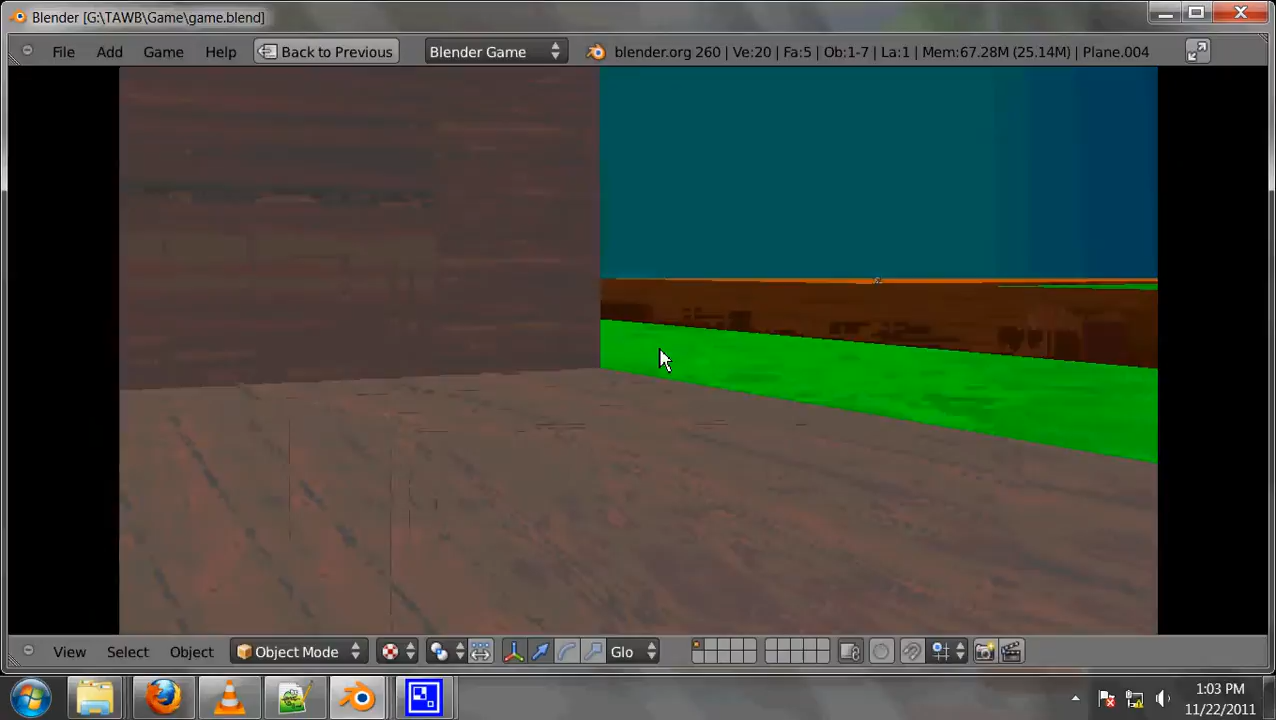 Blender [G:\TAWB\Game\game.blend]
File Add Game Help Back to Previous Blender Game blender.org 260 | Ve:20 | Fa:5 | Ob:1-7 | La:1 | Mem:67.28M (25.14M) | Plane.004
View Select Object Object Mode Glo
1:03 PM
11/22/2011